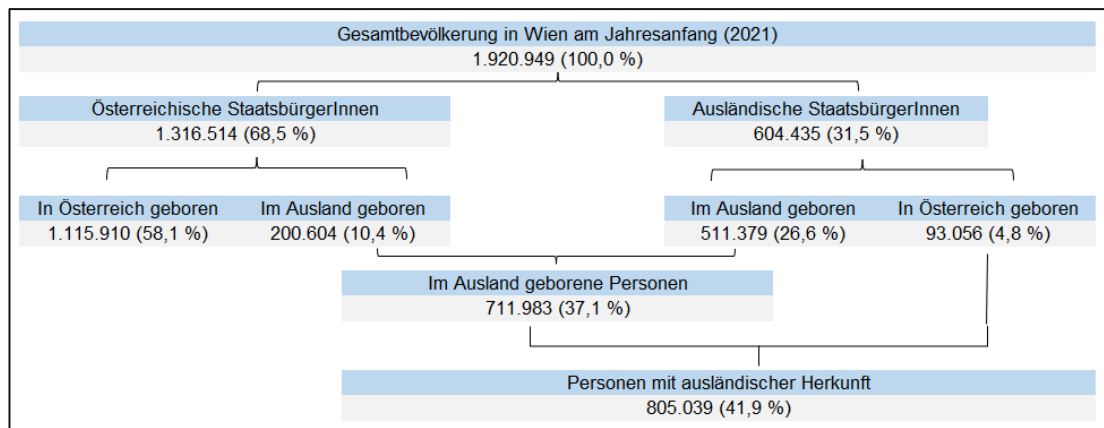 Gesamtbevölkerung in Wien am Jahresanfang (2021)
1.920.949 (100,0 %)
Österreichische StaatsbürgerInnen
1.316.514 (68,5 %)
Ausländische StaatsbürgerInnen
604.435 (31,5 %)
In Österreich geboren
1.115.910 (58,1 %)
Im Ausland geboren
200.604 (10,4 %)
Im Ausland geboren
511.379 (26,6 %)
In Österreich geboren
93.056 (4,8 %)
Im Ausland geborene Personen
711.983 (37,1 %)
Personen mit ausländischer Herkunft
805.039 (41,9 %)